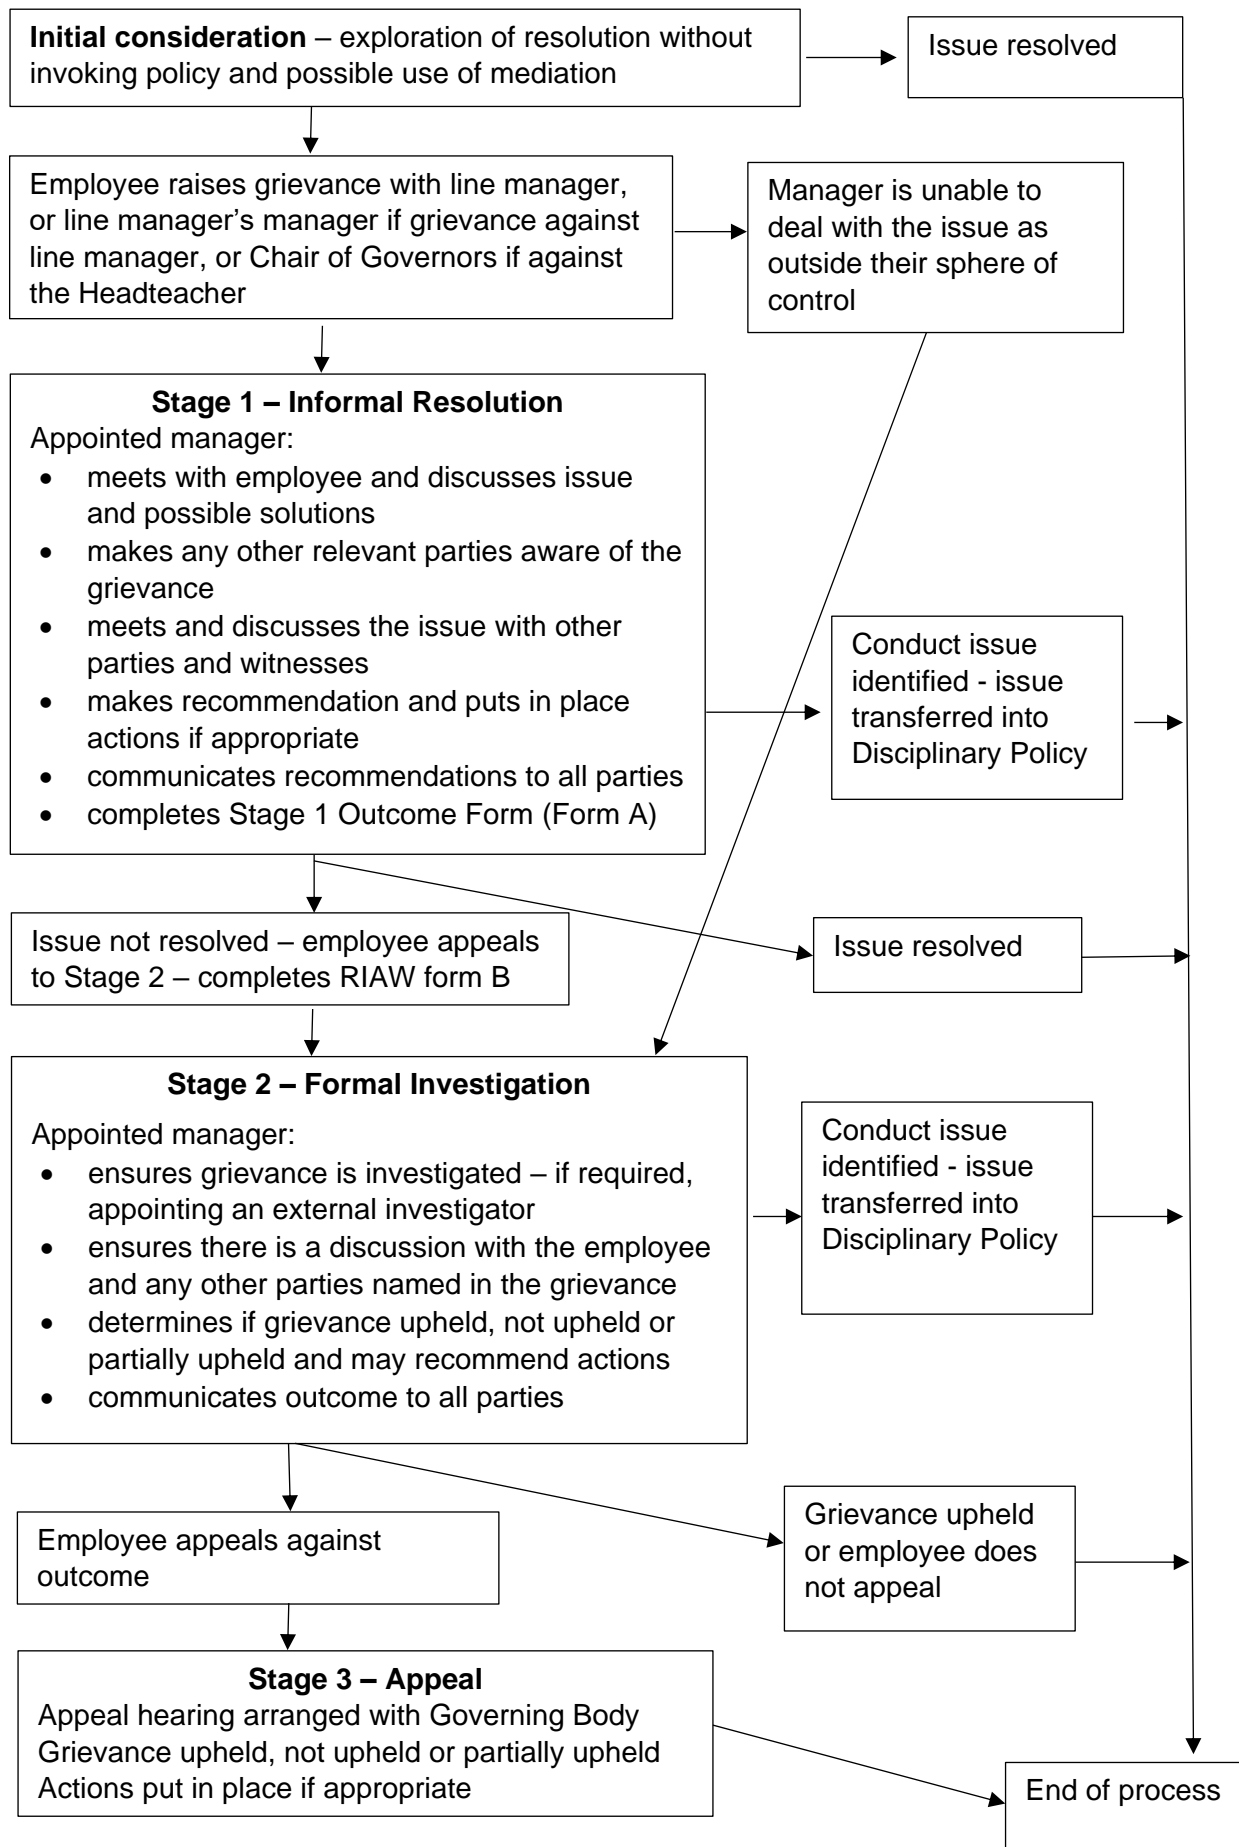 Initial consideration – exploration of resolution without
invoking policy and possible use of mediation
Issue resolved
Employee raises grievance with line manager,
or line manager’s manager if grievance against
line manager, or Chair of Governors if against
the Headteacher
Manager is unable to
deal with the issue as
outside their sphere of
control
Stage 1 – Informal Resolution
Appointed manager:
• meets with employee and discusses issue
and possible solutions
• makes any other relevant parties aware of the
grievance
• meets and discusses the issue with other
parties and witnesses
• makes recommendation and puts in place
actions if appropriate
• communicates recommendations to all parties
• completes Stage 1 Outcome Form (Form A)
Conduct issue
identified - issue
transferred into
Disciplinary Policy
Issue not resolved – employee appeals
to Stage 2 – completes RIAW form B
Issue resolved
Stage 2 – Formal Investigation
Appointed manager:
• ensures grievance is investigated – if required,
appointing an external investigator
• ensures there is a discussion with the employee
and any other parties named in the grievance
• determines if grievance upheld, not upheld or
partially upheld and may recommend actions
• communicates outcome to all parties
Conduct issue
identified - issue
transferred into
Disciplinary Policy
Employee appeals against
outcome
Grievance upheld
or employee does
not appeal
Stage 3 – Appeal
Appeal hearing arranged with Governing Body
Grievance upheld, not upheld or partially upheld
Actions put in place if appropriate
End of process